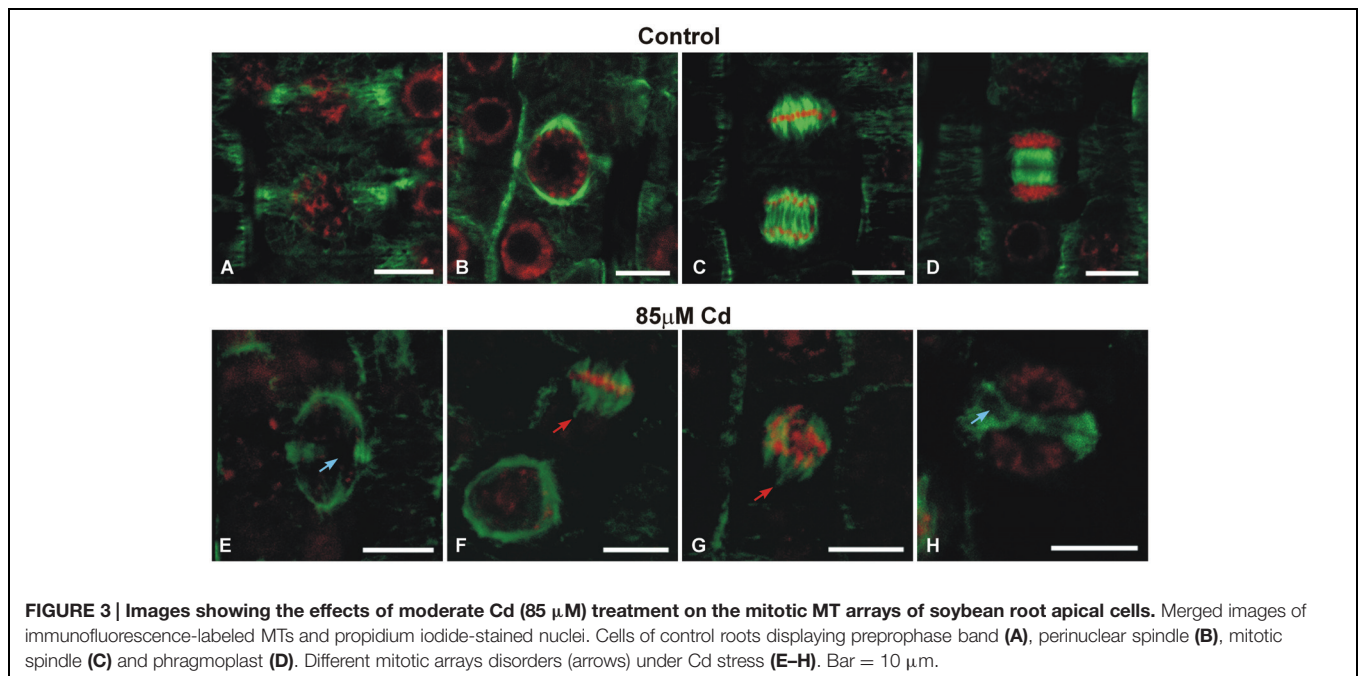 Control
A
B
C
D
85μM Cd
E
F
G
H
FIGURE 3 | Images showing the effects of moderate Cd (85 μM) treatment on the mitotic MT arrays of soybean root apical cells. Merged images of
immunofluorescence-labeled MTs and propidium iodide-stained nuclei. Cells of control roots displaying preprophase band (A), perinuclear spindle (B), mitotic
spindle (C) and phragmoplast (D). Different mitotic arrays disorders (arrows) under Cd stress (E–H). Bar = 10 μm.